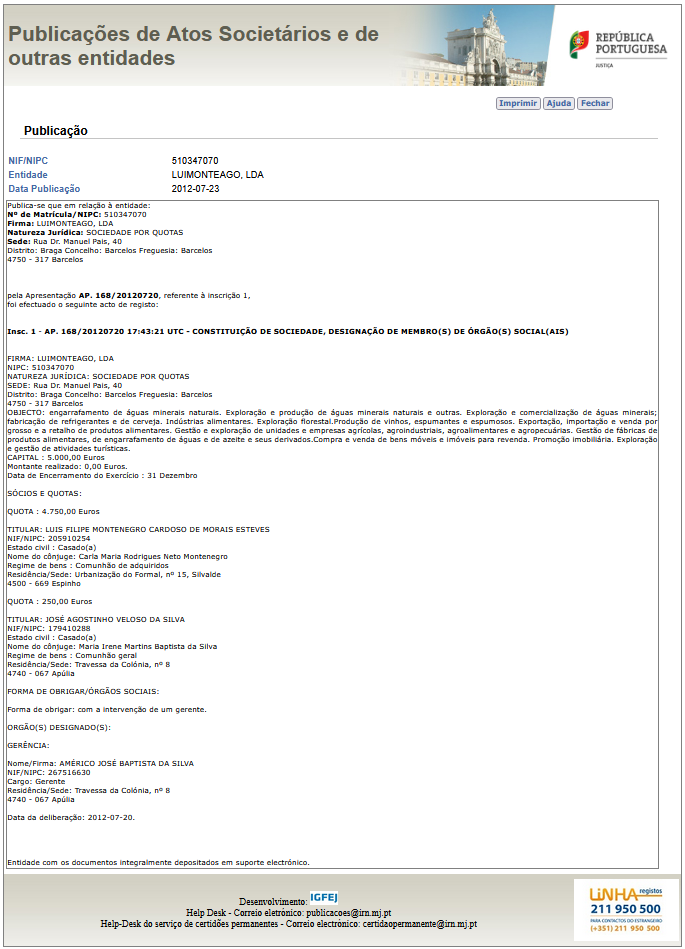 Publicações de Atos Societários e de
outras entidades
REPÚBLICA
PORTUGUESA
JUSTIÇA
Imprimir Ajuda Fechar
Publicação
NIF/NIPC 510347070
Entidade LUIMONTEAGO, LDA
Data Publicação 2012-07-23
Publica-se que em relação à entidade:
Nº de Matrícula/NIPC: 510347070
Firma: LUIMONTEAGO, LDA
Natureza Jurídica: SOCIEDADE POR QUOTAS
Sede: Rua Dr. Manuel Pais, 40
Distrito: Braga Concelho: Barcelos Freguesia: Barcelos
4750 - 317 Barcelos
pela Apresentação AP. 168/20120720, referente à inscrição 1,
foi efectuado o seguinte acto de registo:
Insc. 1 - AP. 168/20120720 17:43:21 UTC - CONSTITUIÇÃO DE SOCIEDADE, DESIGNAÇÃO DE MEMBRO(S) DE ÓRGÃO(S) SOCIAL(AIS)
FIRMA: LUIMONTEAGO, LDA
NIPC: 510347070
NATUREZA JURÍDICA: SOCIEDADE POR QUOTAS
SEDE: Rua Dr. Manuel Pais, 40
Distrito: Braga Concelho: Barcelos Freguesia: Barcelos
4750 - 317 Barcelos
OBJECTO: engarrafamento de águas minerais naturais. Exploração e produção de águas minerais naturais e outras. Exploração e comercialização de águas minerais;
fabricação de refrigerantes e de cerveja. Indústrias alimentares. Exploração florestal.Produção de vinhos, espumantes e espumosos. Exportação, importação e venda por
grosso e a retalho de produtos alimentares. Gestão e exploração de unidades e empresas agrícolas, agroindustriais, agroalimentares e agropecuárias. Gestão de fábricas de
produtos alimentares, de engarrafamento de águas e de azeite e seus derivados.Compra e venda de bens móveis e imóveis para revenda. Promoção imobiliária. Exploração
e gestão de atividades turísticas.
CAPITAL : 5.000,00 Euros
Montante realizado: 0,00 Euros.
Data de Encerramento do Exercício : 31 Dezembro
SÓCIOS E QUOTAS:
QUOTA : 4.750,00 Euros
TITULAR: LUIS FILIPE MONTENEGRO CARDOSO DE MORAIS ESTEVES
NIF/NIPC: 205910254
Estado civil : Casado(a)
Nome do cônjuge: Carla Maria Rodrigues Neto Montenegro
Regime de bens : Comunhão de adquiridos
Residência/Sede: Urbanização do Formal, nº 15, Silvalde
4500 - 669 Espinho
QUOTA : 250,00 Euros
TITULAR: JOSÉ AGOSTINHO VELOSO DA SILVA
NIF/NIPC: 179410288
Estado civil : Casado(a)
Nome do cônjuge: Maria Irene Martins Baptista da Silva
Regime de bens : Comunhão geral
Residência/Sede: Travessa da Colónia, nº 8
4740 - 067 Apúlia
FORMA DE OBRIGAR/ÓRGÃOS SOCIAIS:
Forma de obrigar: com a intervenção de um gerente.
ORGÃO(S) DESIGNADO(S):
GERÊNCIA:
Nome/Firma: AMÉRICO JOSÉ BAPTISTA DA SILVA
NIF/NIPC: 267516630
Cargo: Gerente
Residência/Sede: Travessa da Colónia, nº 8
4740 - 067 Apúlia
Data da deliberação: 2012-07-20.
Entidade com os documentos integralmente depositados em suporte electrónico.
Desenvolvimento: IGFEJ
Help Desk - Correio eletrónico: publicacoes@irn.mj.pt
Help-Desk do serviço de certidões permanentes - Correio eletrónico: certidaopermanente@irn.mj.pt
LiNHA registos
211 950 500
PARA CONTACTOS DO ESTRANGEIRO
(+351) 211 950 500